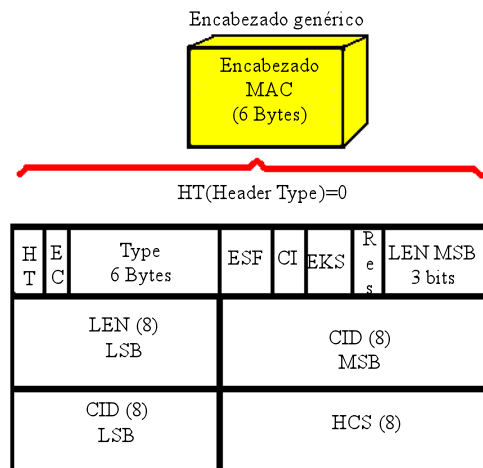 Encabezado genérico
Encabezado
MAC
(6 Bytes)
HT(Header Type)=0
H
T
E
C
Type
6 Bytes
ESF
CI
EKS
R
e
s
LEN MSB
3 bits
LEN (8)
LSB
CID (8)
MSB
CID (8)
LSB
HCS (8)